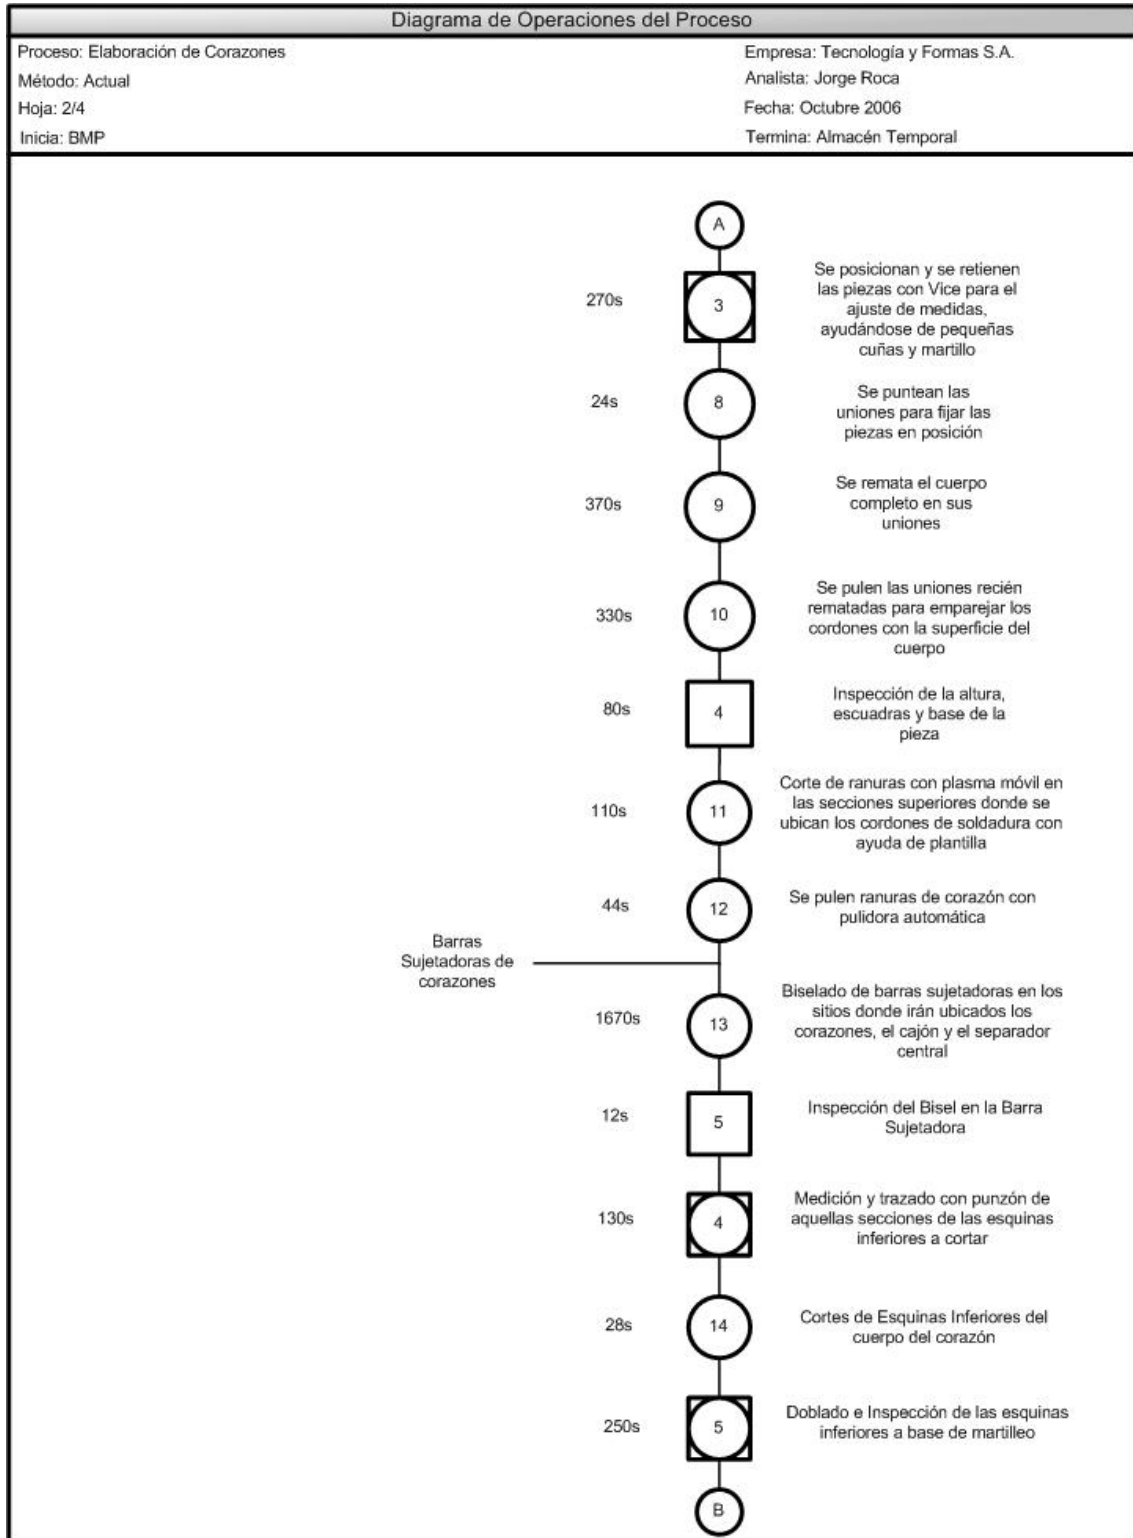 Diagrama de Operaciones del Proceso
Proceso: Elaboración de Corazones
Empresa: Tecnología y Formas S.A.
Método: Actual
Analista: Jorge Roca
Hoja: 2/4
Fecha: Octubre 2006
Inicia: BMP
Termina: Almacén Temporal
A
270s
3
Se posicionan y se retienen
las piezas con Vice para el
ajuste de medidas,
ayudándose de pequeñas
cuñas y martillo
24s
8
Se puntean las
uniones para fijar las
piezas en posición
370s
9
Se remata el cuerpo
completo en sus
uniones
330s
10
Se pulen las uniones recién
rematadas para emparejar los
cordones con la superficie del
cuerpo
80s
4
Inspección de la altura,
escuadras y base de la
pieza
110s
11
Corte de ranuras con plasma móvil en
las secciones superiores donde se
ubican los cordones de soldadura con
ayuda de plantilla
44s
12
Se pulen ranuras de corazón con
pulidora automática
Barras
Sujetadoras de
corazones
1670s
13
Biselado de barras sujetadoras en los
sitios donde irán ubicados los
corazones, el cajón y el separador
central
12s
5
Inspección del Bisel en la Barra
Sujetadora
130s
4
Medición y trazado con punzón de
aquellas secciones de las esquinas
inferiores a cortar
28s
14
Cortes de Esquinas Inferiores del
cuerpo del corazón
250s
5
Doblado e Inspección de las esquinas
inferiores a base de martilleo
B